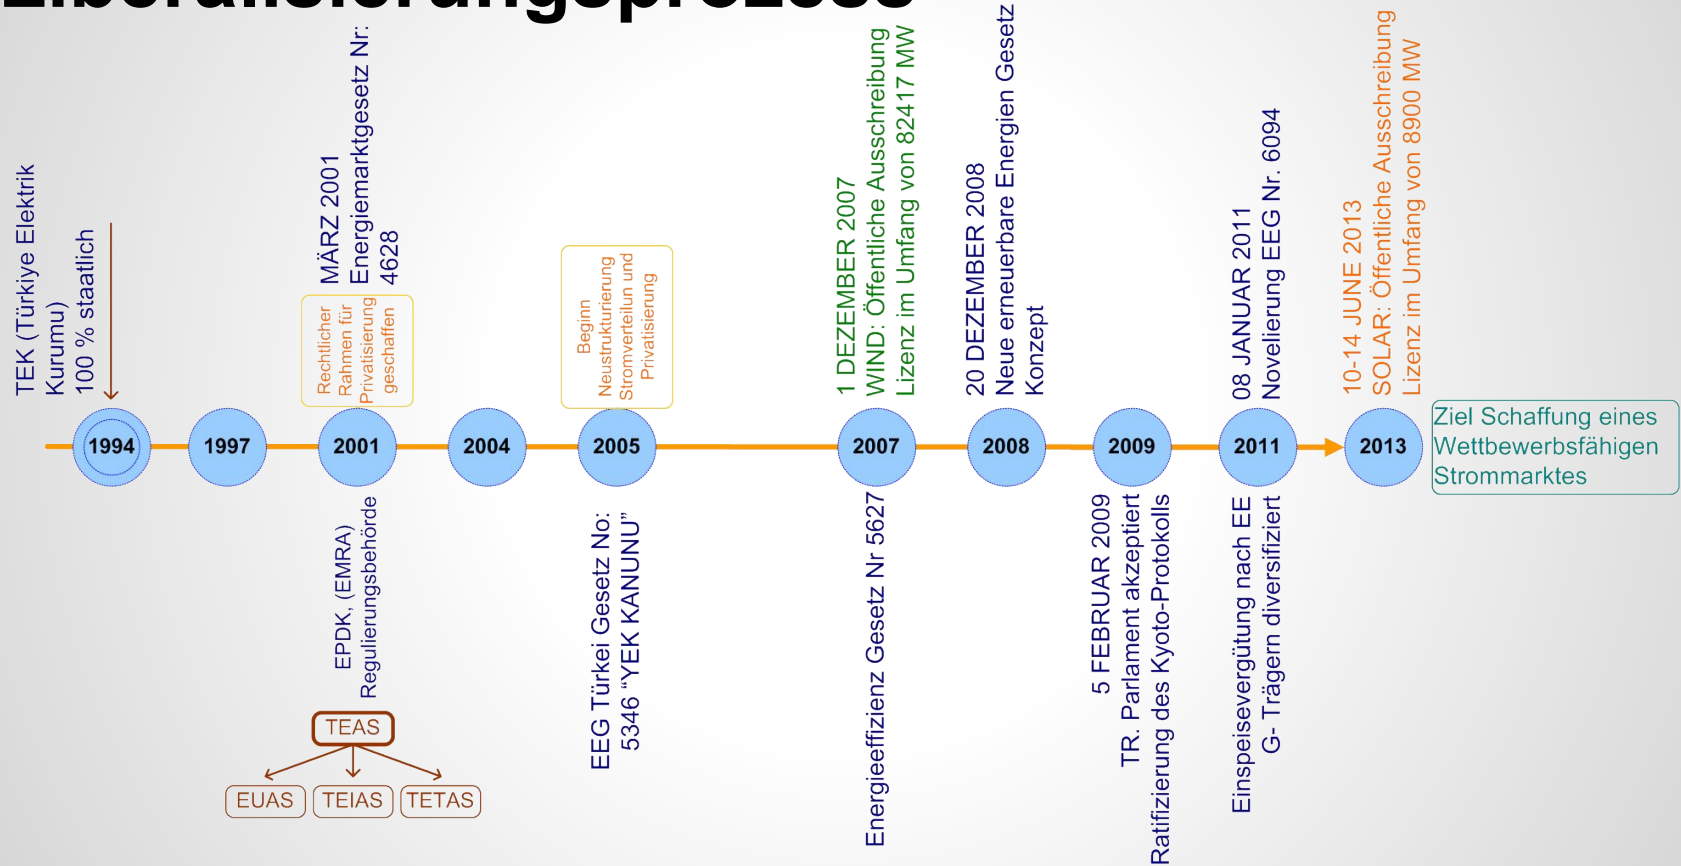 Liberalisierungsprozess
TEK (Türkiye Elektrik
Kurumu)
100 % staatlich
MÄRZ 2001
Energiemarktgesetz Nr:
4628
Rechtlicher
Rahmen für
Privatisierung
geschaffen
Beginn
Neustrukturierung
Stromverteilun und
Privatisierung
1 DEZEMBER 2007
WIND: Öffentliche Ausschreibung
Lizenz im Umfang von 82417 MW
20 DEZEMBER 2008
Neue erneuerbare Energien Gesetz
Konzept
08 JANUAR 2011
Novelierung EEG Nr. 6094
10-14 JUNE 2013
SOLAR: Öffentliche Ausschreibung
Lizenz im Umfang von 8900 MW
1994
1997
2001
2004
2005
2007
2008
2009
2011
2013
Ziel Schaffung eines
Wettbewerbsfähigen
Strommarktes
EPDK, (EMRA)
Regulierungsbehörde
TEAS
EUAS
TEIAS
TETAS
EEG Türkei Gesetz No:
5346 “YEK KANUNU”
Energieeffizienz Gesetz Nr 5627
5 FEBRUAR 2009
TR. Parlament akzeptiert
Ratifizierung des Kyoto-Protokolls
Einspeisevergütung nach EE
G- Trägern diversifiziert